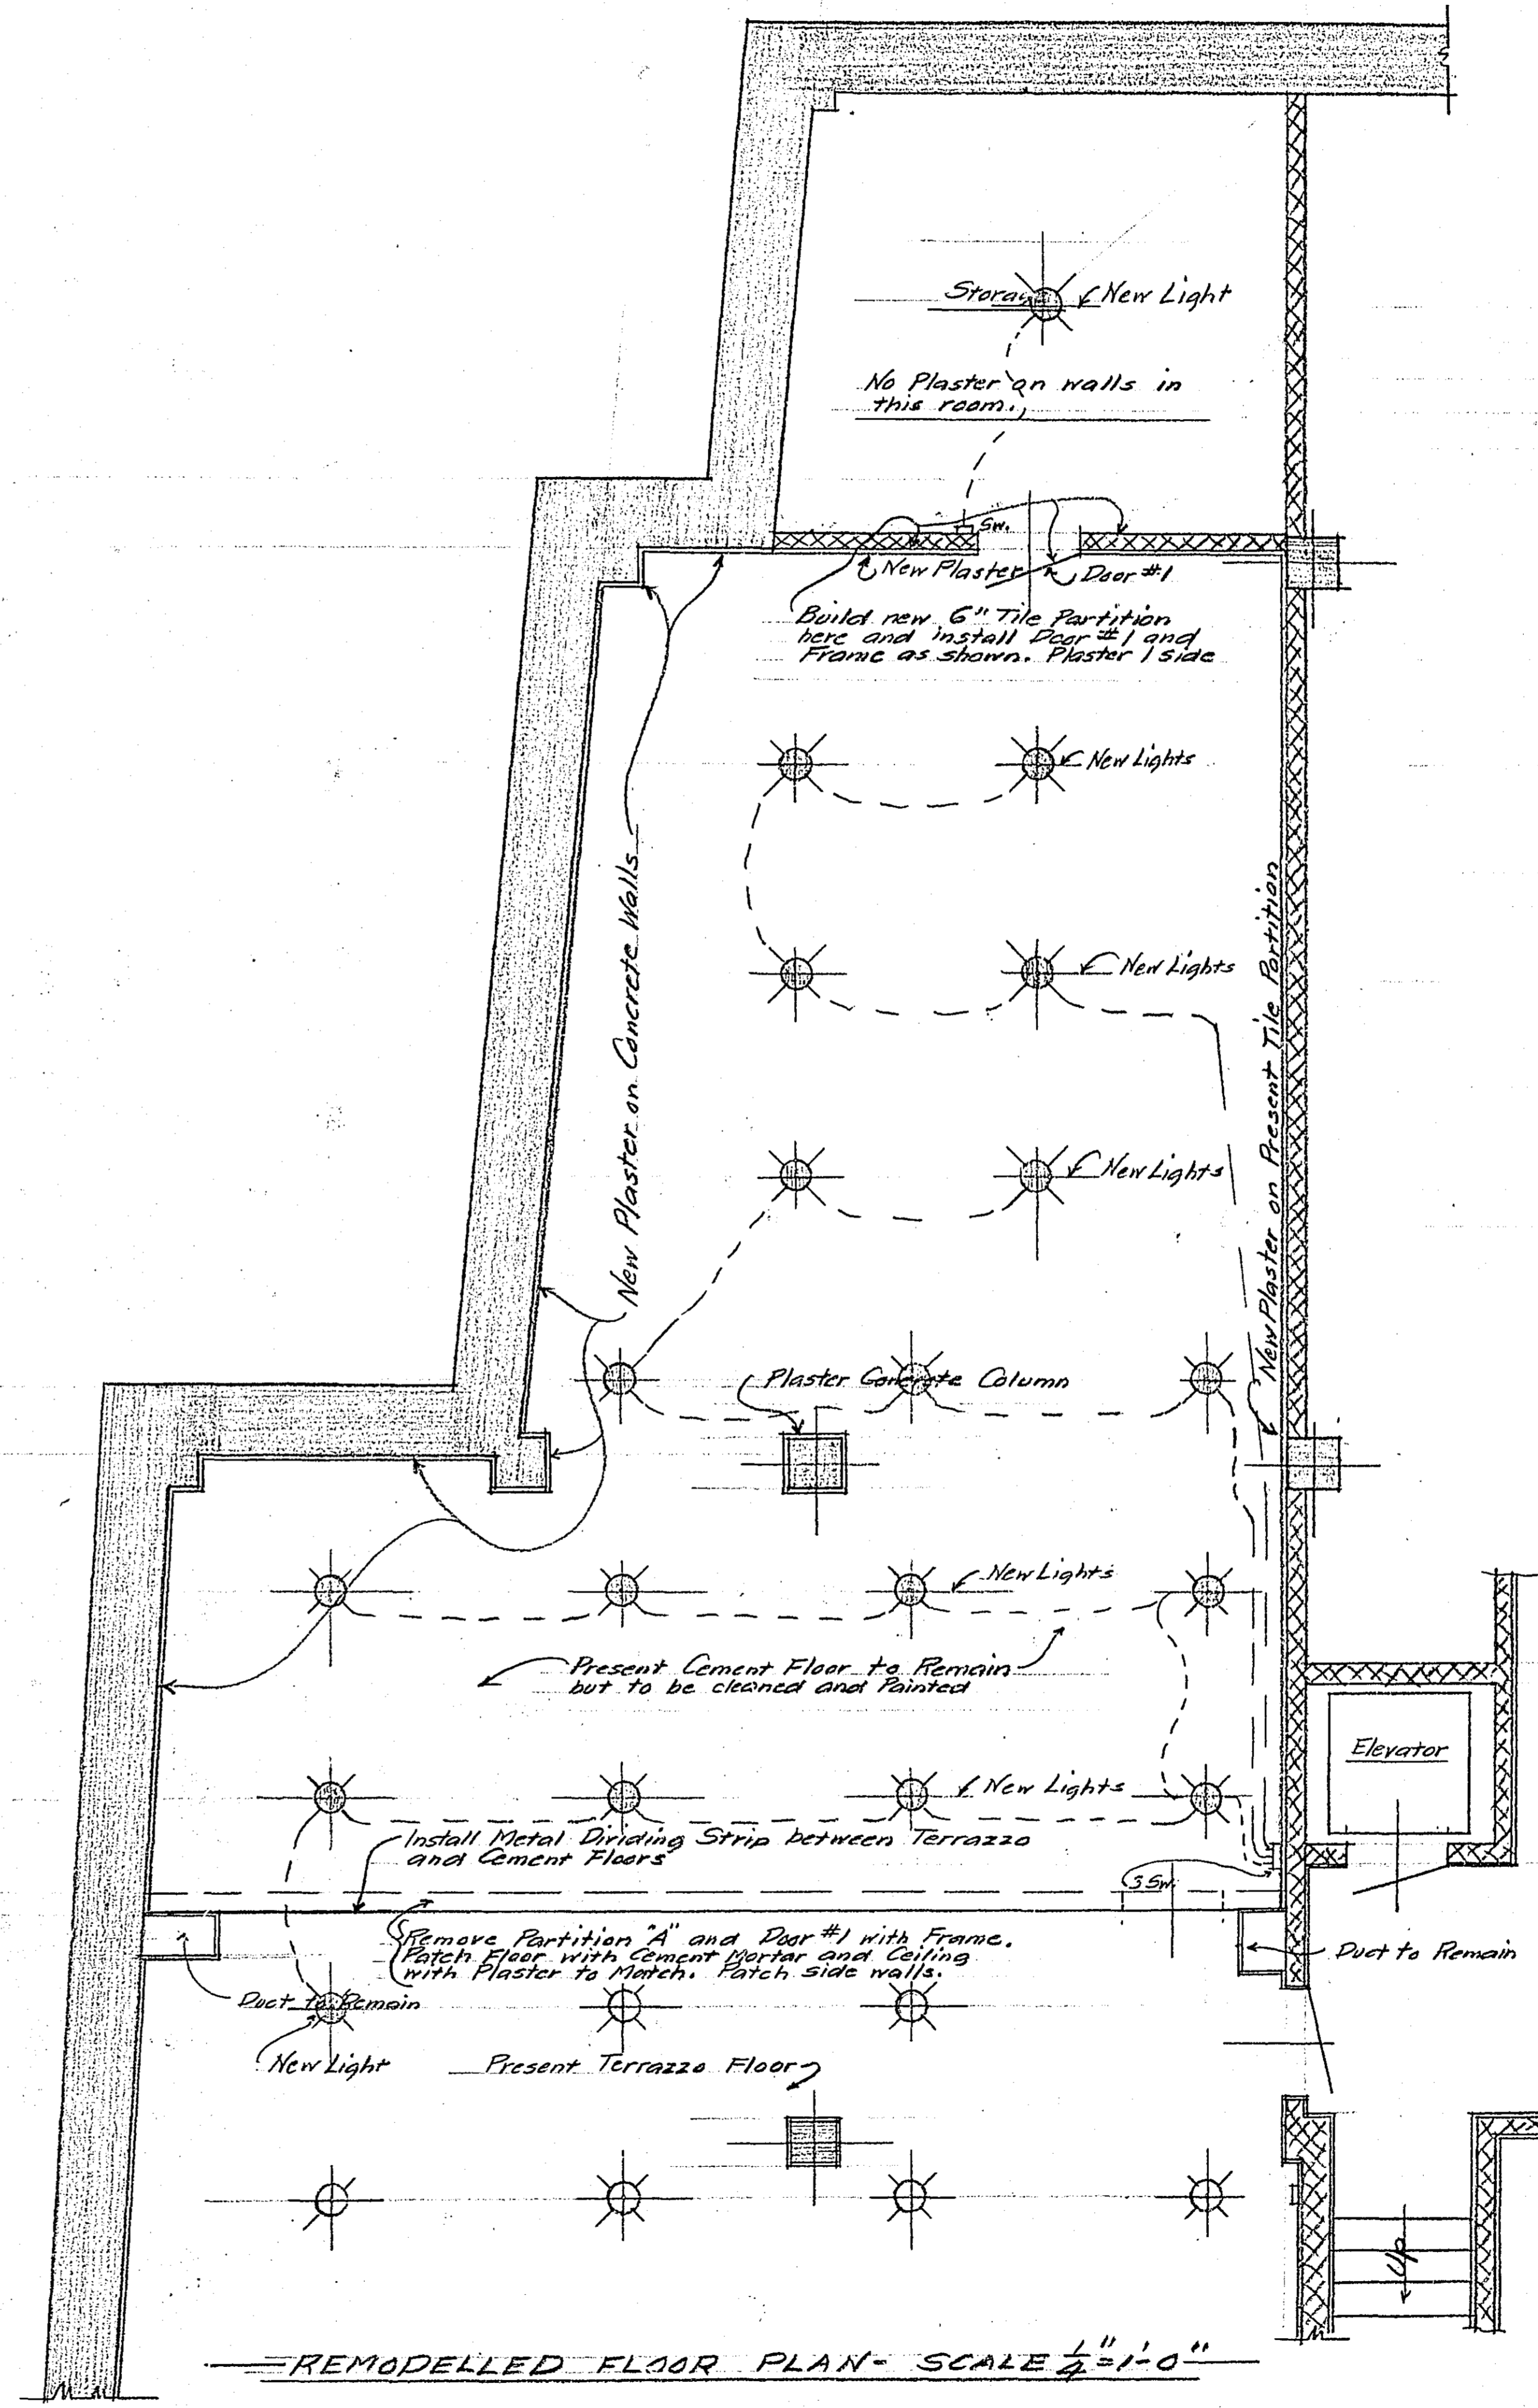 Storage
New Light
No Plaster on walls in
this room.
Sw.
New Plaster
Door #1
Build new 6" Tile Partition
here and install Door #1 and
Frame as shown. Plaster 1 side
New Lights
New Plaster on Concrete Walls
New Lights
New Plaster on Present Tile Partition
New Lights
Plaster Concrete Column
New Lights
Present Cement Floor to Remain
but to be cleaned and Painted
Elevator
New Lights
Install Metal Dividing Strip between Terrazzo
and Cement Floors
3 Sw.
Remove Partition "A" and Door #1 with Frame.
Patch Floor with Cement Mortar and Ceiling
with Plaster to Match. Patch side walls.
Duct to Remain
Duct to Remain
New Light
Present Terrazzo Floor
Up
REMODELLED FLOOR PLAN- SCALE 1/4"=1'-0"